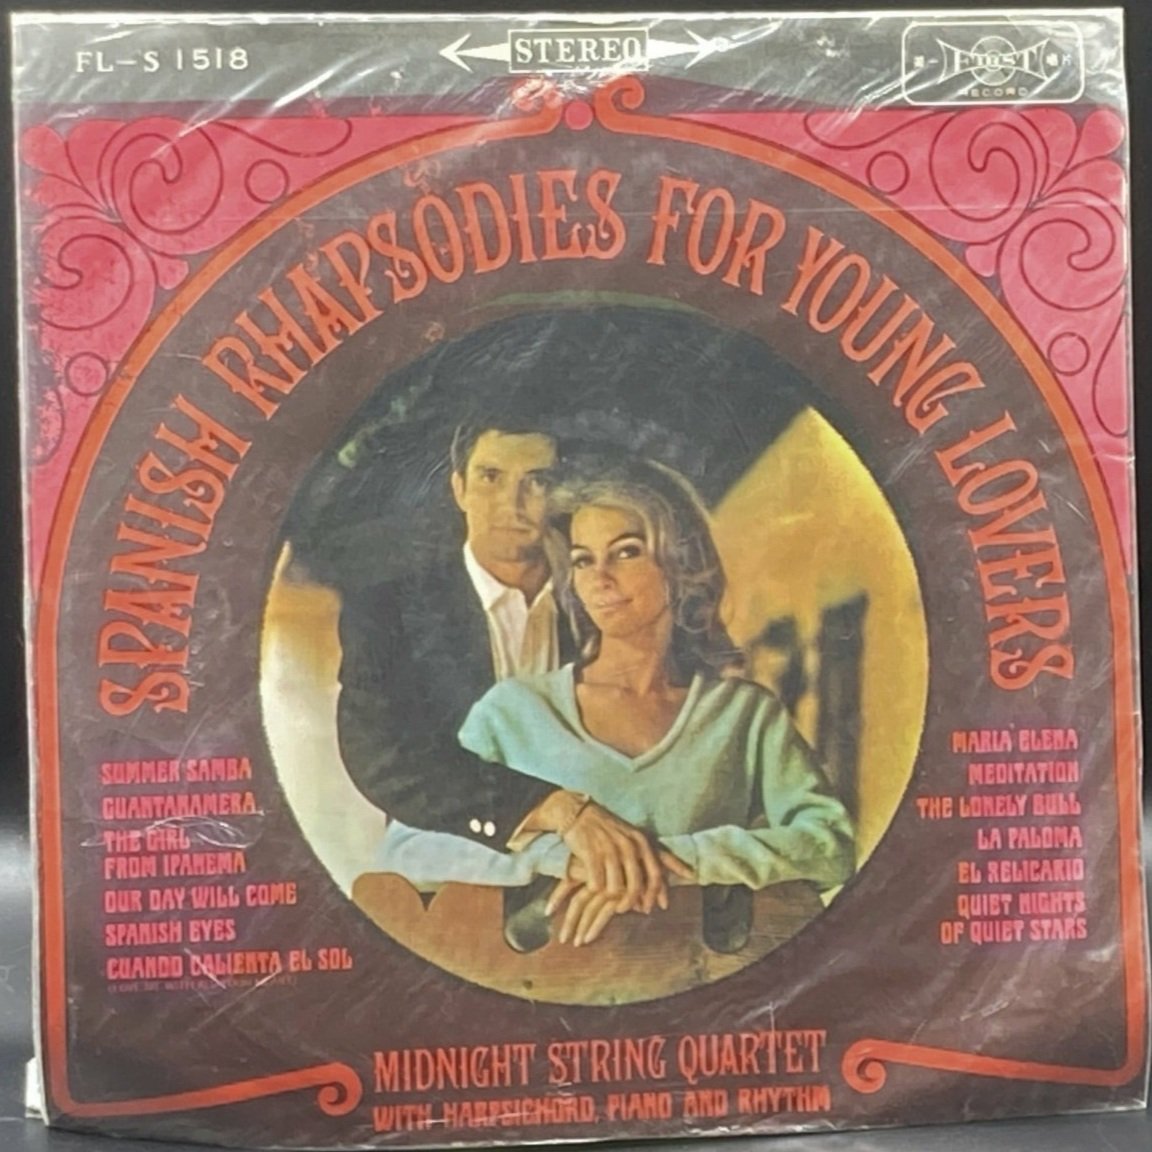 FL-S 1518
STEREO
FIRST
RECORD
SPANISH RHAPSODIES FOR YOUNG LOVERS
SUMMER SAMBA
GUANTANAMERA
THE GIRL
FROM IPANEMA
OUR DAY WILL COME
SPANISH EYES
CUANDO CALIENTA EL SOL
MARIA ELENA
MEDITATION
THE LONELY BULL
LA PALOMA
EL RELICARIO
QUIET NIGHTS
OF QUIET STARS
MIDNIGHT STRING QUARTET
WITH HARPSICHORD, PIANO AND RHYTHM